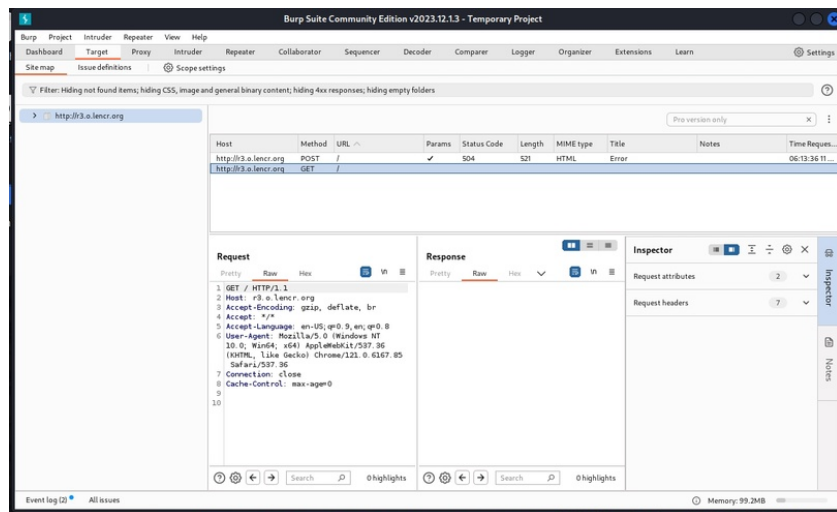 Burp Suite Community Edition v2023.12.1.3 - Temporary Project
Burp Project Intruder Repeater View Help
Dashboard Target Proxy Intruder Repeater Collaborator Sequencer Decoder Comparer Logger Organizer Extensions Learn Settings
Site map Issue definitions Scope settings
Filter: Hiding not found items; hiding CSS, image and general binary content; hiding 4xx responses; hiding empty folders
http://r3.o.lencr.org
Pro version only
Host Method URL Params Status Code Length MIME type Title Notes Time Reques...
http://r3.o.lencr.org POST / ✓ 504 521 HTML Error 06:13:36 11...
http://r3.o.lencr.org GET /
Request
Pretty Raw Hex \n
1 GET / HTTP/1.1
2 Host: r3.o.lencr.org
3 Accept-Encoding: gzip, deflate, br
4 Accept: */*
5 Accept-Language: en-US;q=0.9,en;q=0.8
6 User-Agent: Mozilla/5.0 (Windows NT
10.0; Win64; x64) AppleWebKit/537.36
(KHTML, like Gecko) Chrome/121.0.6167.85
Safari/537.36
7 Connection: close
8 Cache-Control: max-age=0
9
10
Search 0 highlights
Response
Pretty Raw Hex \n
Search 0 highlights
Inspector
Request attributes 2
Request headers 7
Inspector
Notes
Event log (2) All issues
Memory: 99.2MB